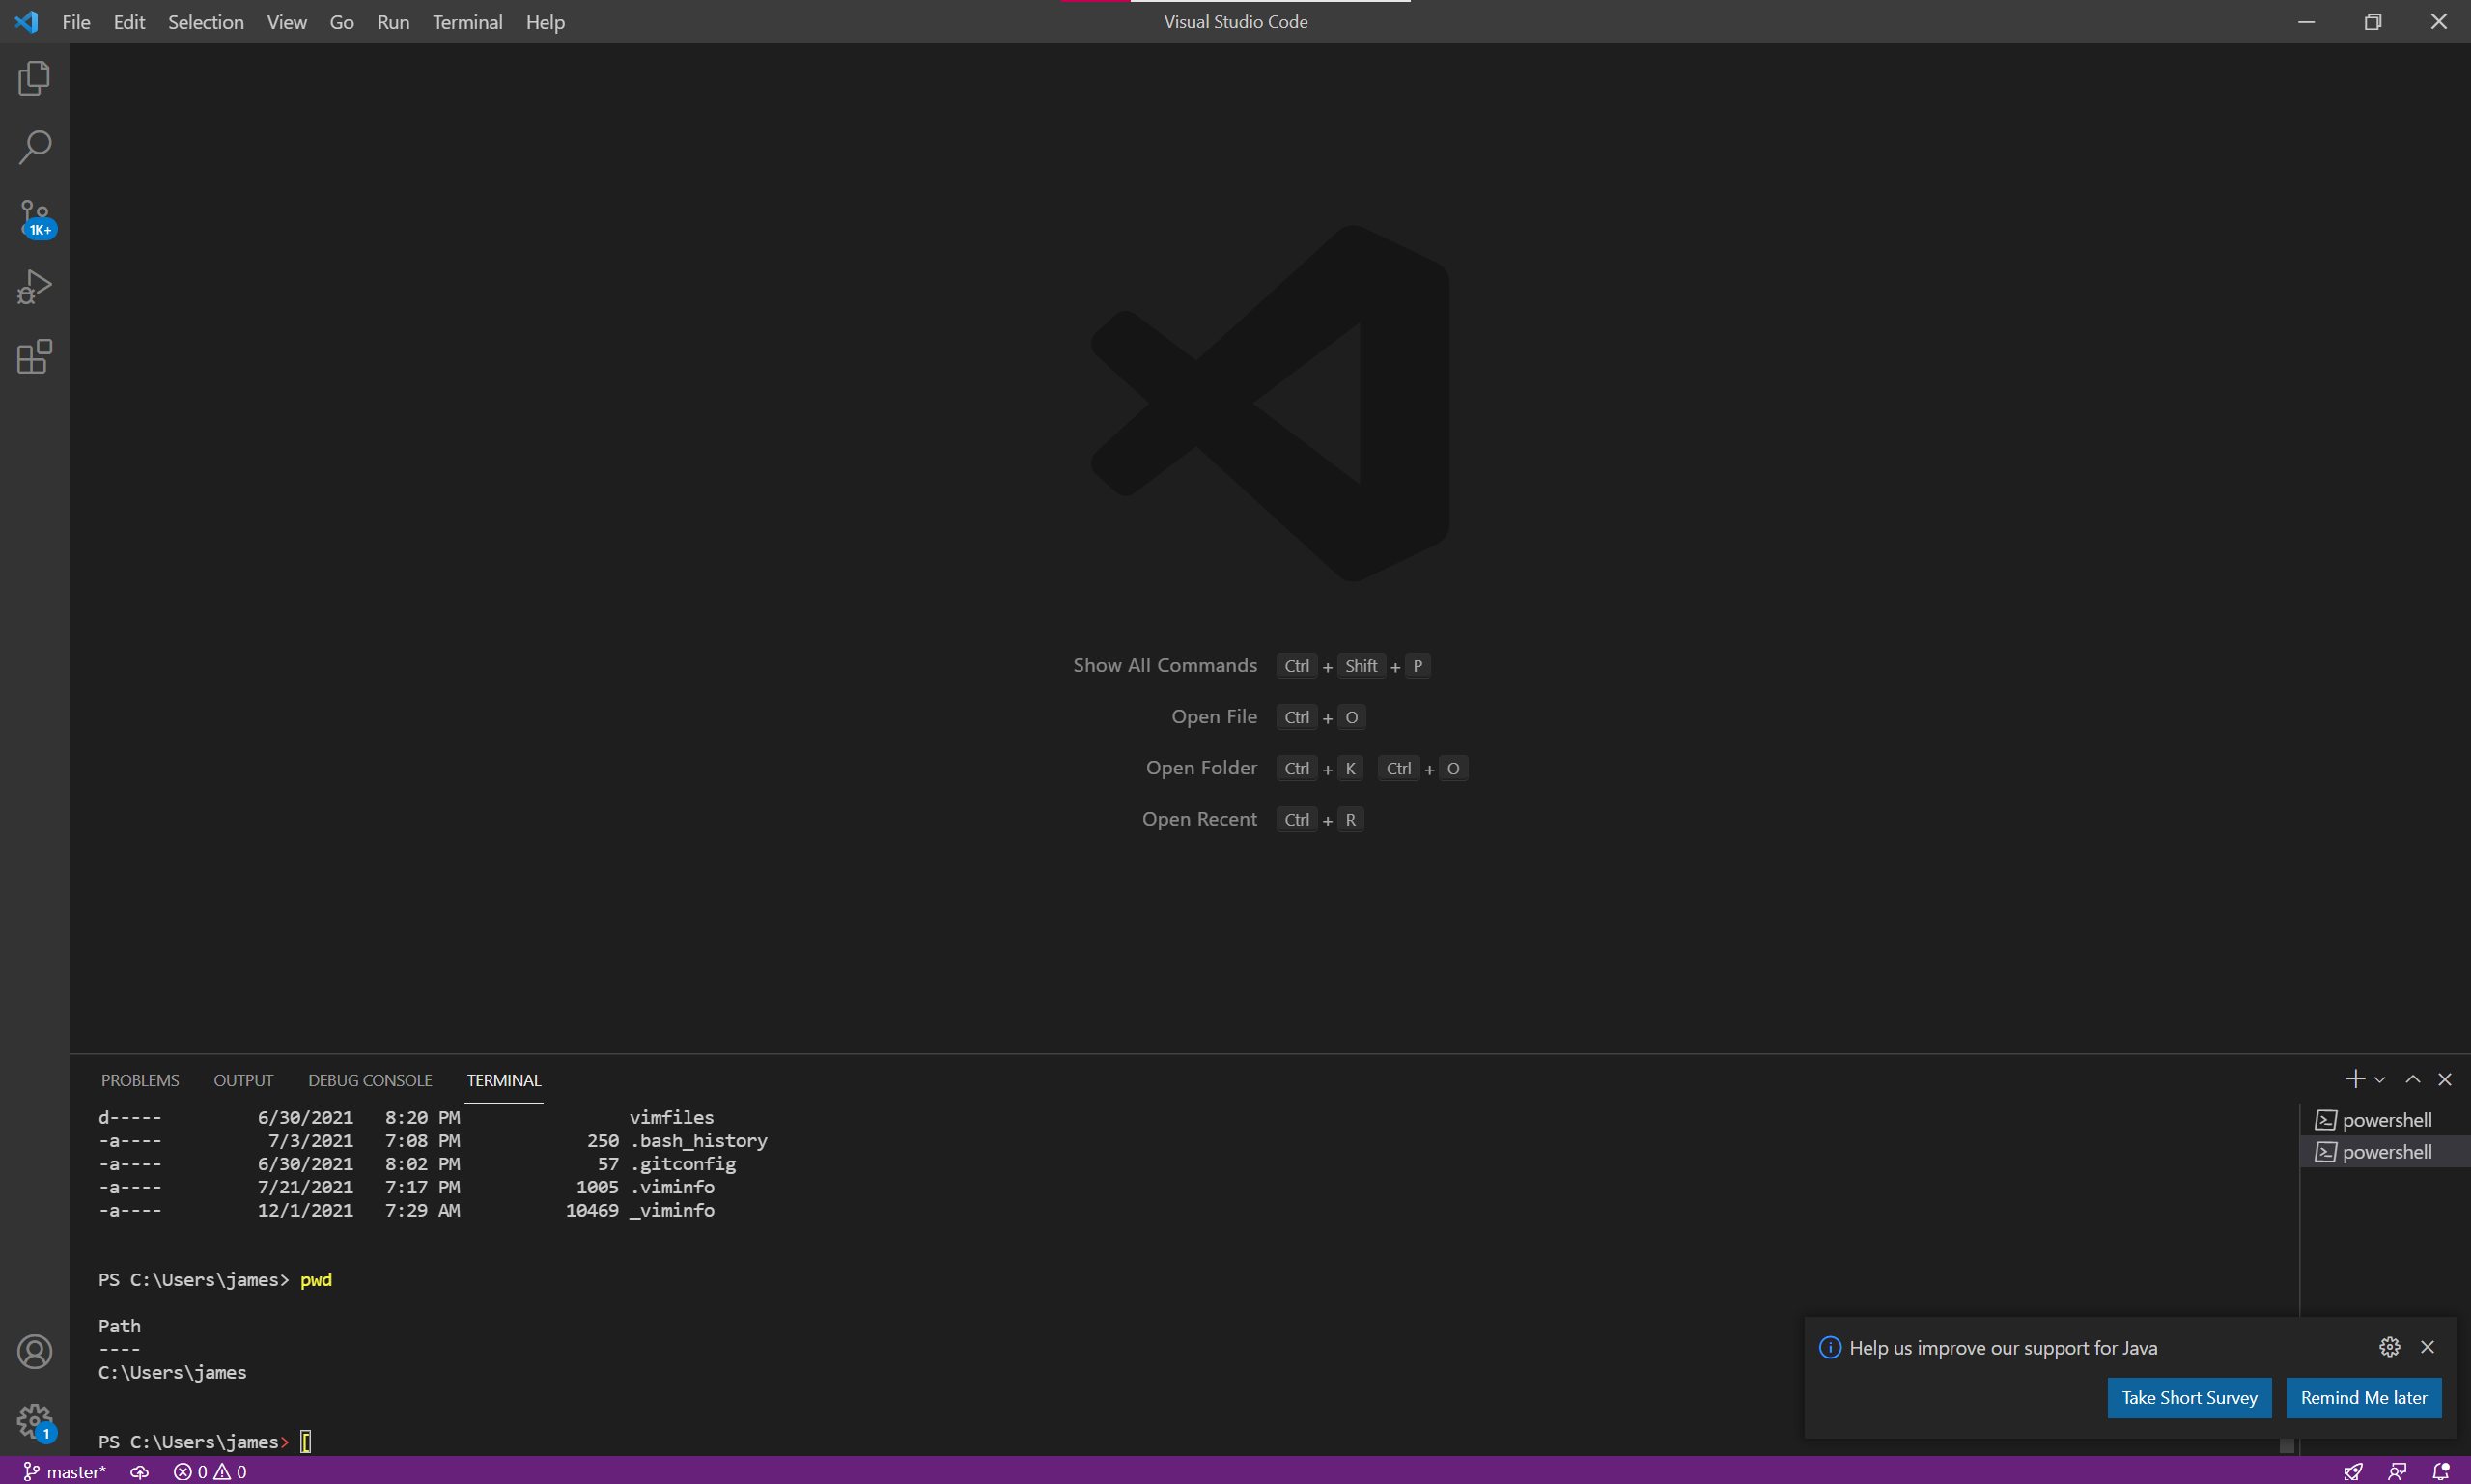 File Edit Selection View Go Run Terminal Help Visual Studio Code
1K+
Show All Commands Ctrl + Shift + P
Open File Ctrl + O
Open Folder Ctrl + K Ctrl + O
Open Recent Ctrl + R
PROBLEMS OUTPUT DEBUG CONSOLE TERMINAL
d----- 6/30/2021 8:20 PM vimfiles
-a---- 7/3/2021 7:08 PM 250 .bash_history
-a---- 6/30/2021 8:02 PM 57 .gitconfig
-a---- 7/21/2021 7:17 PM 1005 .viminfo
-a---- 12/1/2021 7:29 AM 10469 _viminfo
PS C:\Users\james> pwd
Path
----
C:\Users\james
PS C:\Users\james> [
powershell
powershell
Help us improve our support for Java
Take Short Survey Remind Me later
1
master* 0 0